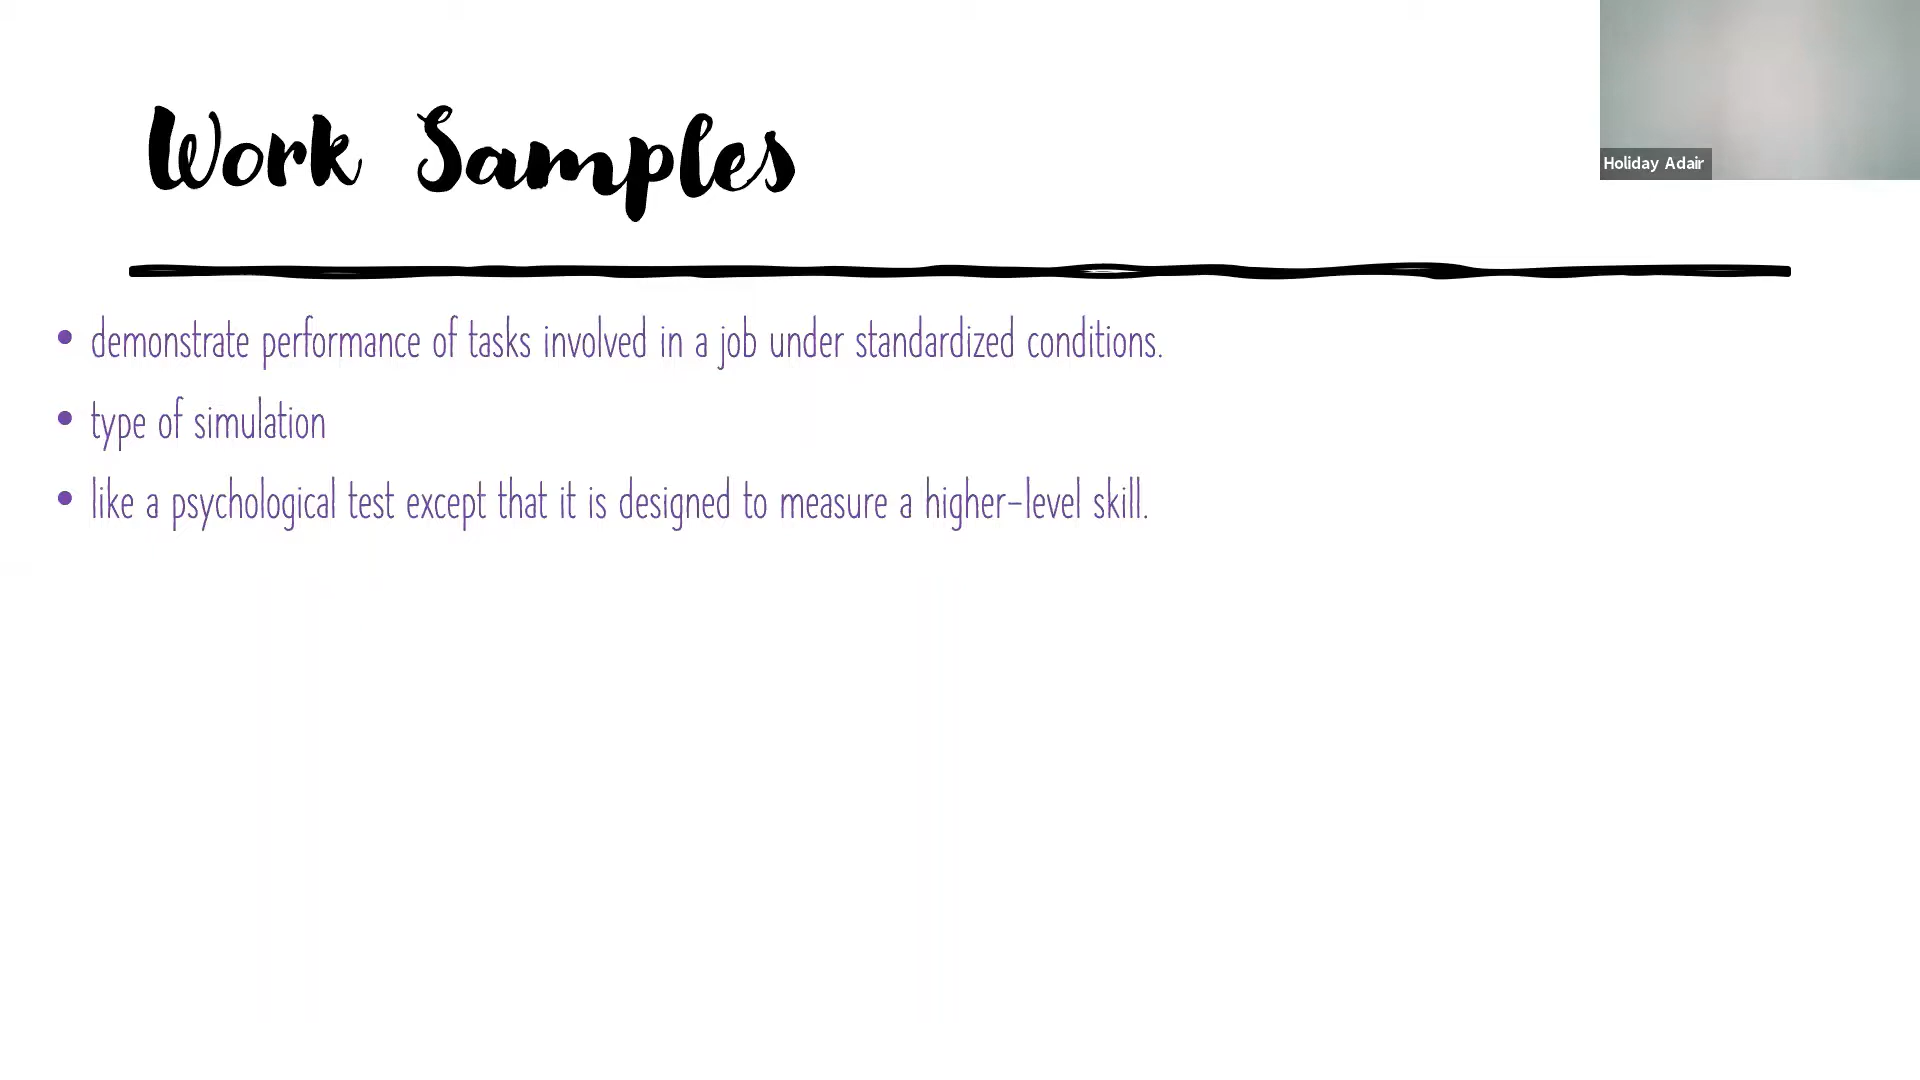 Work Samples
Holiday Adair
• demonstrate performance of tasks involved in a job under standardized conditions.
• type of simulation
• like a psychological test except that it is designed to measure a higher-level skill.